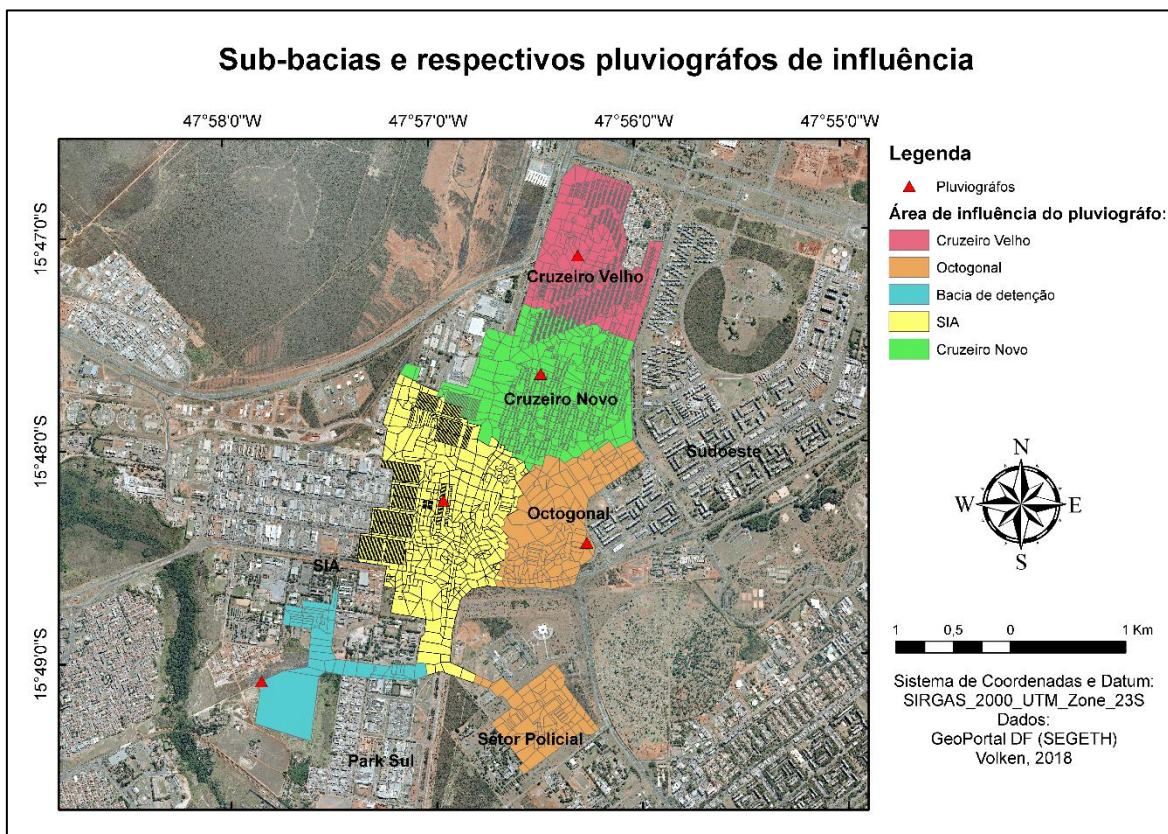 Sub-bacias e respectivos pluviográfos de influência
47°58'0"W
47°57'0"W
47°56'0"W
47°55'0"W
15°47'0"S
15°48'0"S
15°49'0"S
Cruzeiro Velho
Cruzeiro Novo
Sudoeste
Octogonal
SIA
Sétor Policial
Park Sul
Legenda
Pluviográfos
Área de influência do pluviográfo:
Cruzeiro Velho
Octogonal
Bacia de detenção
SIA
Cruzeiro Novo
N
W
E
S
1
0,5
0
1 Km
Sistema de Coordenadas e Datum:
SIRGAS_2000_UTM_Zone_23S
Dados:
GeoPortal DF (SEGETH)
Volken, 2018